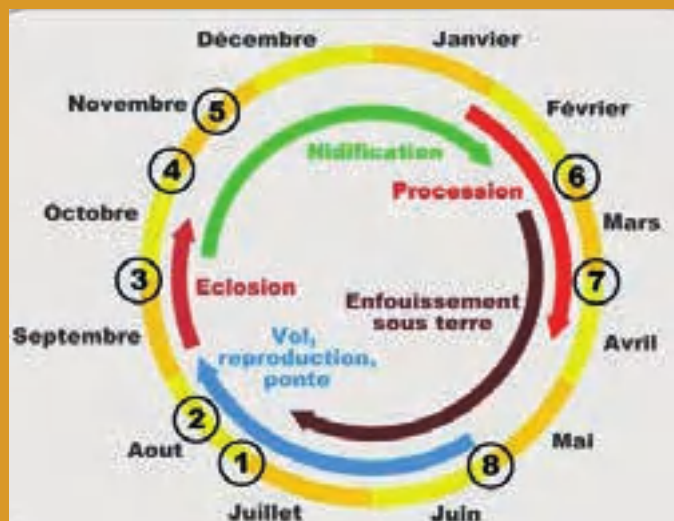 Décembre
Janvier
Novembre
5
Février
4
Nidification
6
Procession
Octobre
Mars
3
Eclosion
7
Enfouissement
sous terre
Septembre
Vol,
reproduction,
ponte
Avril
2
Aout
1
8
Mai
Juillet
Juin